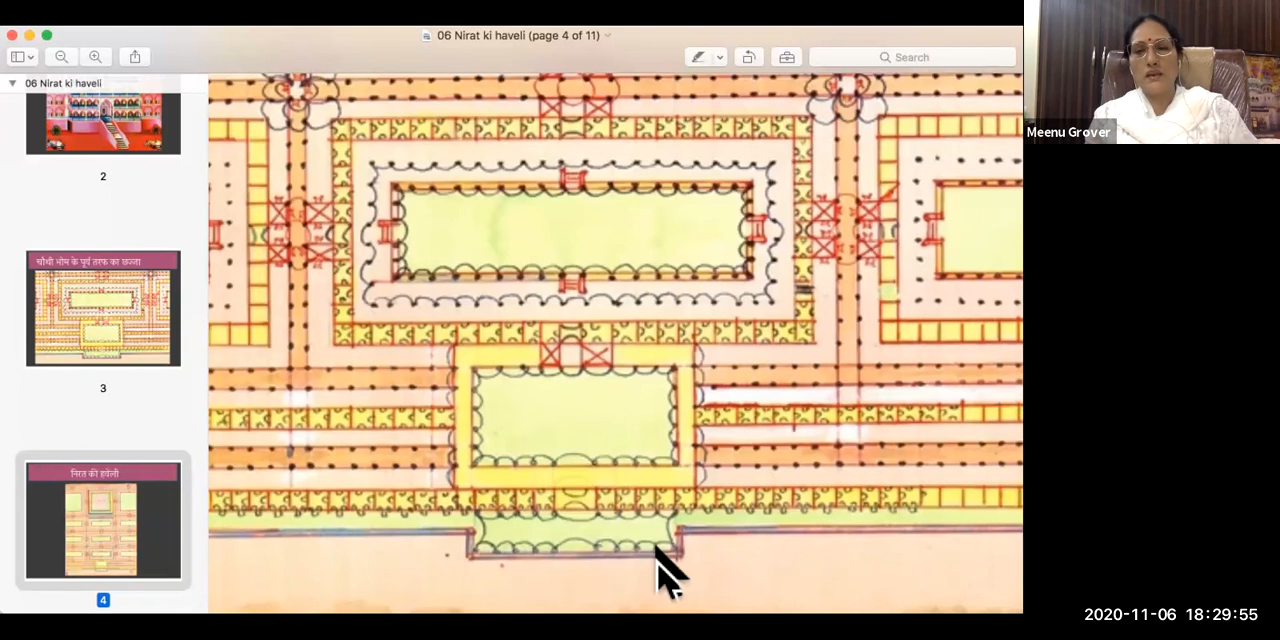 06 Nirat ki haveli (page 4 of 11)
Search
06 Nirat ki haveli
2
चौथी भोम के पूर्व तरफ का छज्जा
3
निरत की हवेली
4
Meenu Grover
2020-11-06 18:29:55